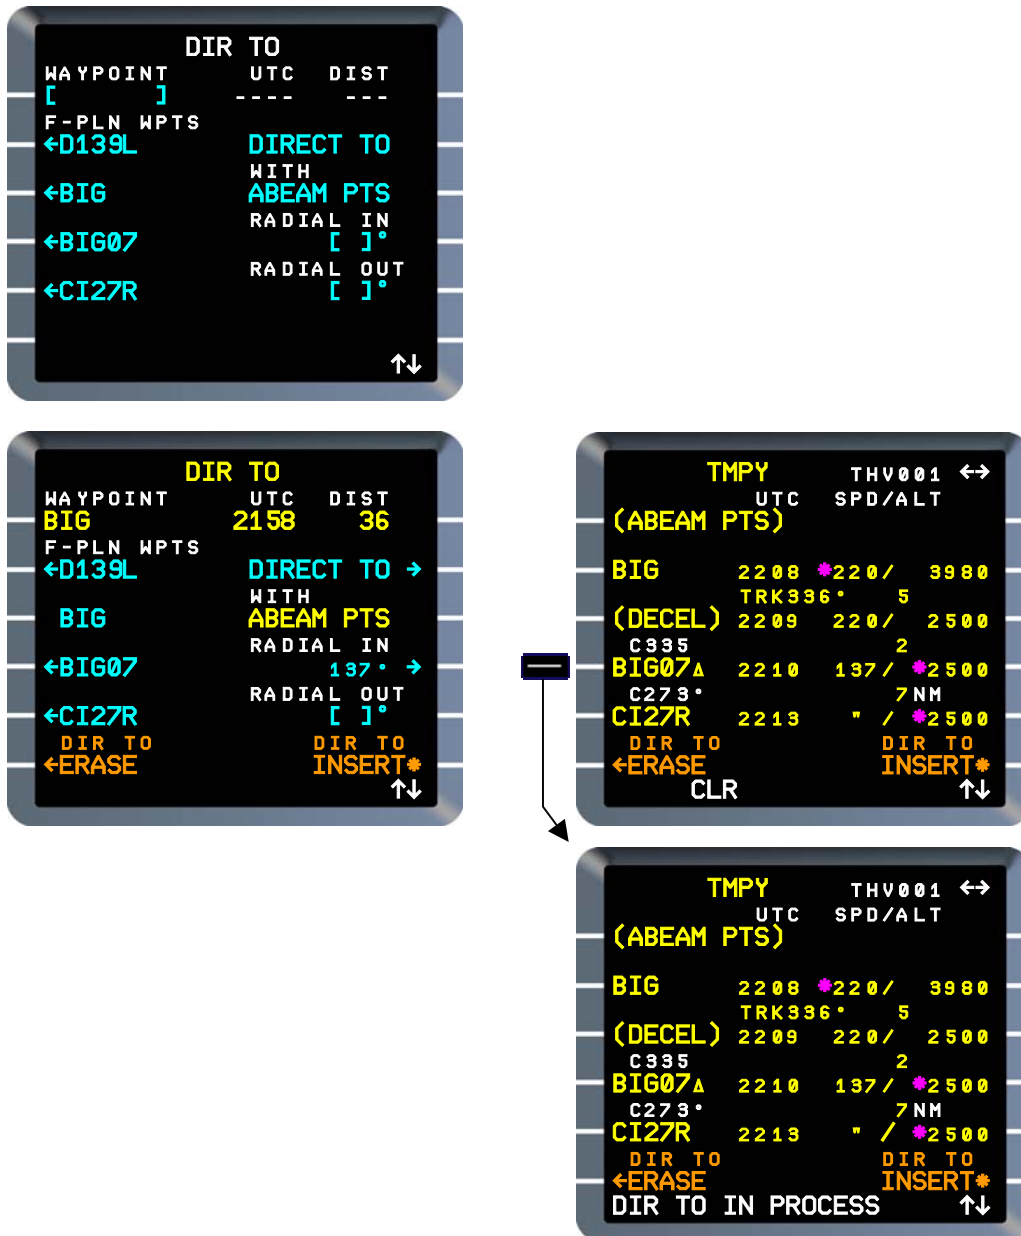 DIR TO
WAYPOINT UTC DIST
[ ] ---- ---
F-PLN WPTS
←D139L DIRECT TO
WITH
←BIG ABEAM PTS
RADIAL IN
←BIG07 [ ]°
RADIAL OUT
←CI27R [ ]°
↑↓
DIR TO
WAYPOINT UTC DIST
BIG 2158 36
F-PLN WPTS
←D139L DIRECT TO →
WITH
BIG ABEAM PTS
RADIAL IN
←BIG07 137° →
RADIAL OUT
←CI27R [ ]°
DIR TO DIR TO
←ERASE INSERT*
↑↓
TMPY THV001 ←→
UTC SPD/ALT
(ABEAM PTS)
BIG 2208 *220/ 3980
TRK336° 5
(DECEL) 2209 220/ 2500
C335 2
BIG07∆ 2210 137/ *2500
C273° 7NM
CI27R 2213 " / *2500
DIR TO DIR TO
←ERASE INSERT*
CLR ↑↓
TMPY THV001 ←→
UTC SPD/ALT
(ABEAM PTS)
BIG 2208 *220/ 3980
TRK336° 5
(DECEL) 2209 220/ 2500
C335 2
BIG07∆ 2210 137/ *2500
C273° 7NM
CI27R 2213 " / *2500
DIR TO DIR TO
←ERASE INSERT*
DIR TO IN PROCESS ↑↓